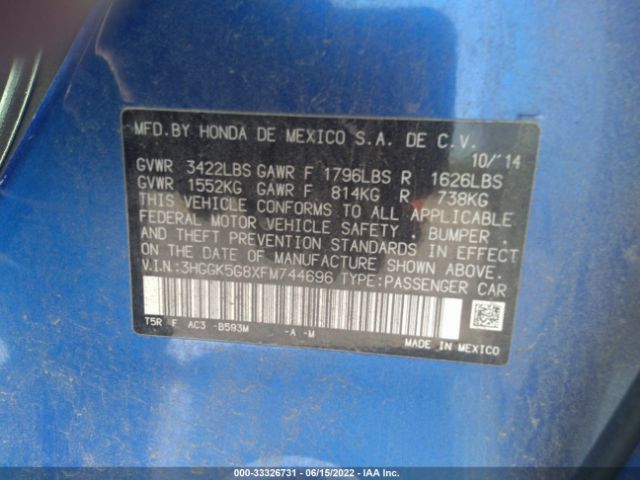 MFD.BY HONDA DE MEXICO S.A. DE C.V.
10/'14
GVWR 3422LBS GAWR F 1796LBS R 1626LBS
GVWR 1552KG GAWR F 814KG R 738KG
THIS VEHICLE CONFORMS TO ALL APPLICABLE
FEDERAL MOTOR VEHICLE SAFETY , BUMPER ,
AND THEFT PREVENTION STANDARDS IN EFFECT
ON THE DATE OF MANUFACTURE SHOWN ABOVE.
V.I.N.:3HGGK5G8XFM744696 TYPE:PASSENGER CAR
T5R F AC3 -B593M -A -M
MADE IN MEXICO
000-33326731 - 06/15/2022 - IAA Inc.